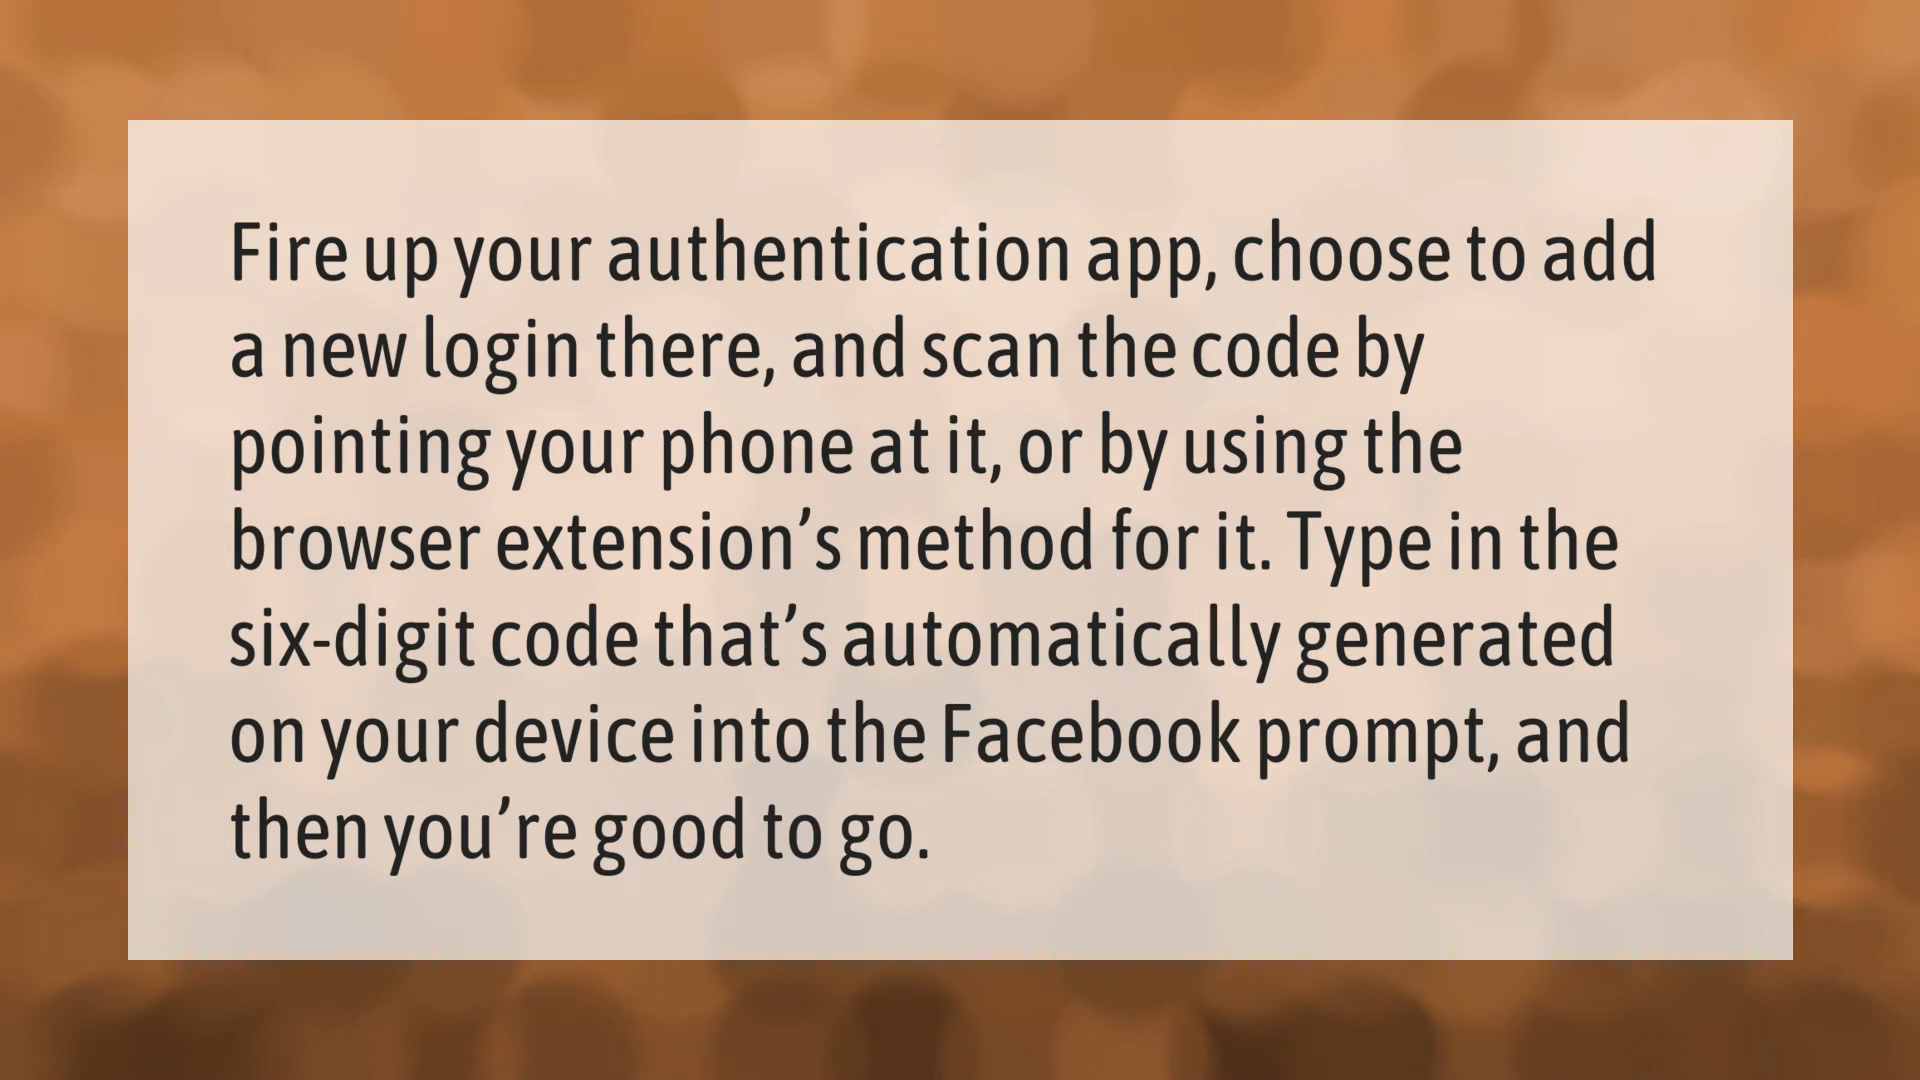 Fire up your authentication app, choose to add
a new login there, and scan the code by
pointing your phone at it, or by using the
browser extension’s method for it. Type in the
six-digit code that’s automatically generated
on your device into the Facebook prompt, and
then you’re good to go.